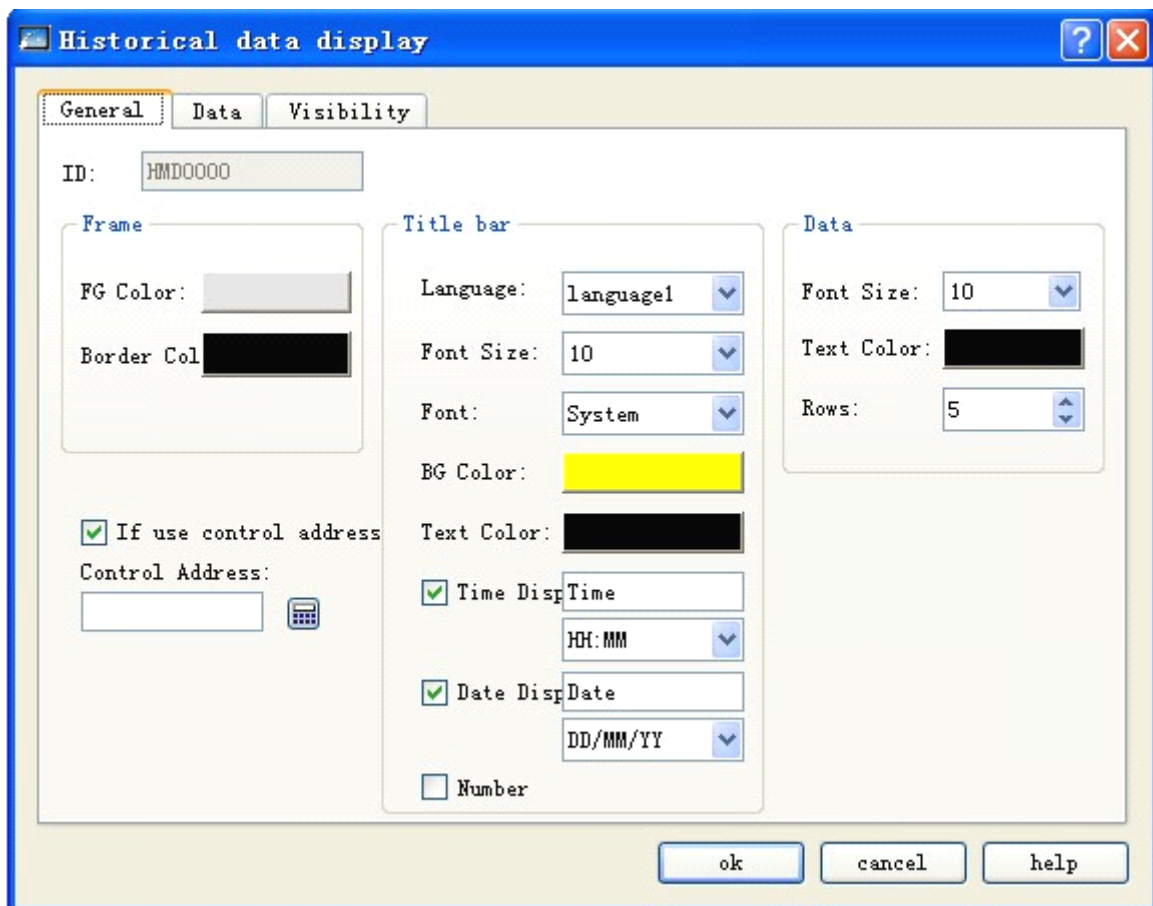 Historical data display
General Data Visibility
ID: HMD0000
Frame
FG Color:
Border Col
If use control address
Control Address:
Title bar
Language: language1
Font Size: 10
Font: System
BG Color:
Text Color:
Time Disp Time
HH:MM
Date Disp Date
DD/MM/YY
Number
Data
Font Size: 10
Text Color:
Rows: 5
ok cancel help